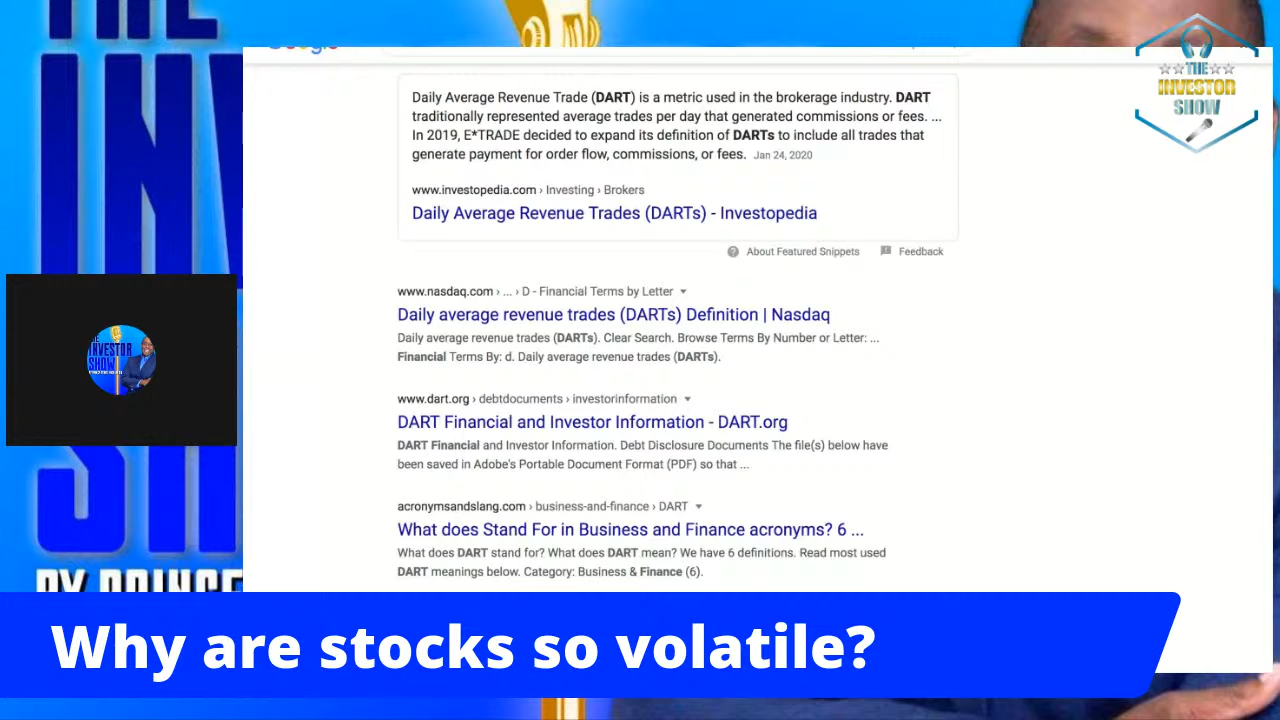 THE
Google
THE
INVESTOR
SHOW
Daily Average Revenue Trade (DART) is a metric used in the brokerage industry. DART
traditionally represented average trades per day that generated commissions or fees. ...
In 2019, E*TRADE decided to expand its definition of DARTs to include all trades that
generate payment for order flow, commissions, or fees. Jan 24, 2020
www.investopedia.com › Investing › Brokers
Daily Average Revenue Trades (DARTs) - Investopedia
About Featured Snippets Feedback
www.nasdaq.com › ... › D - Financial Terms by Letter
Daily average revenue trades (DARTs) Definition | Nasdaq
Daily average revenue trades (DARTs). Clear Search. Browse Terms By Number or Letter: ...
Financial Terms By: d. Daily average revenue trades (DARTs).
INVESTOR
SHOW
www.dart.org › debtdocuments › investorinformation
DART Financial and Investor Information - DART.org
DART Financial and Investor Information. Debt Disclosure Documents The file(s) below have
been saved in Adobe's Portable Document Format (PDF) so that ...
acronymsandslang.com › business-and-finance › DART
What does Stand For in Business and Finance acronyms? 6 ...
What does DART stand for? What does DART mean? We have 6 definitions. Read most used
DART meanings below. Category: Business & Finance (6).
BY PRINCE
Why are stocks so volatile?